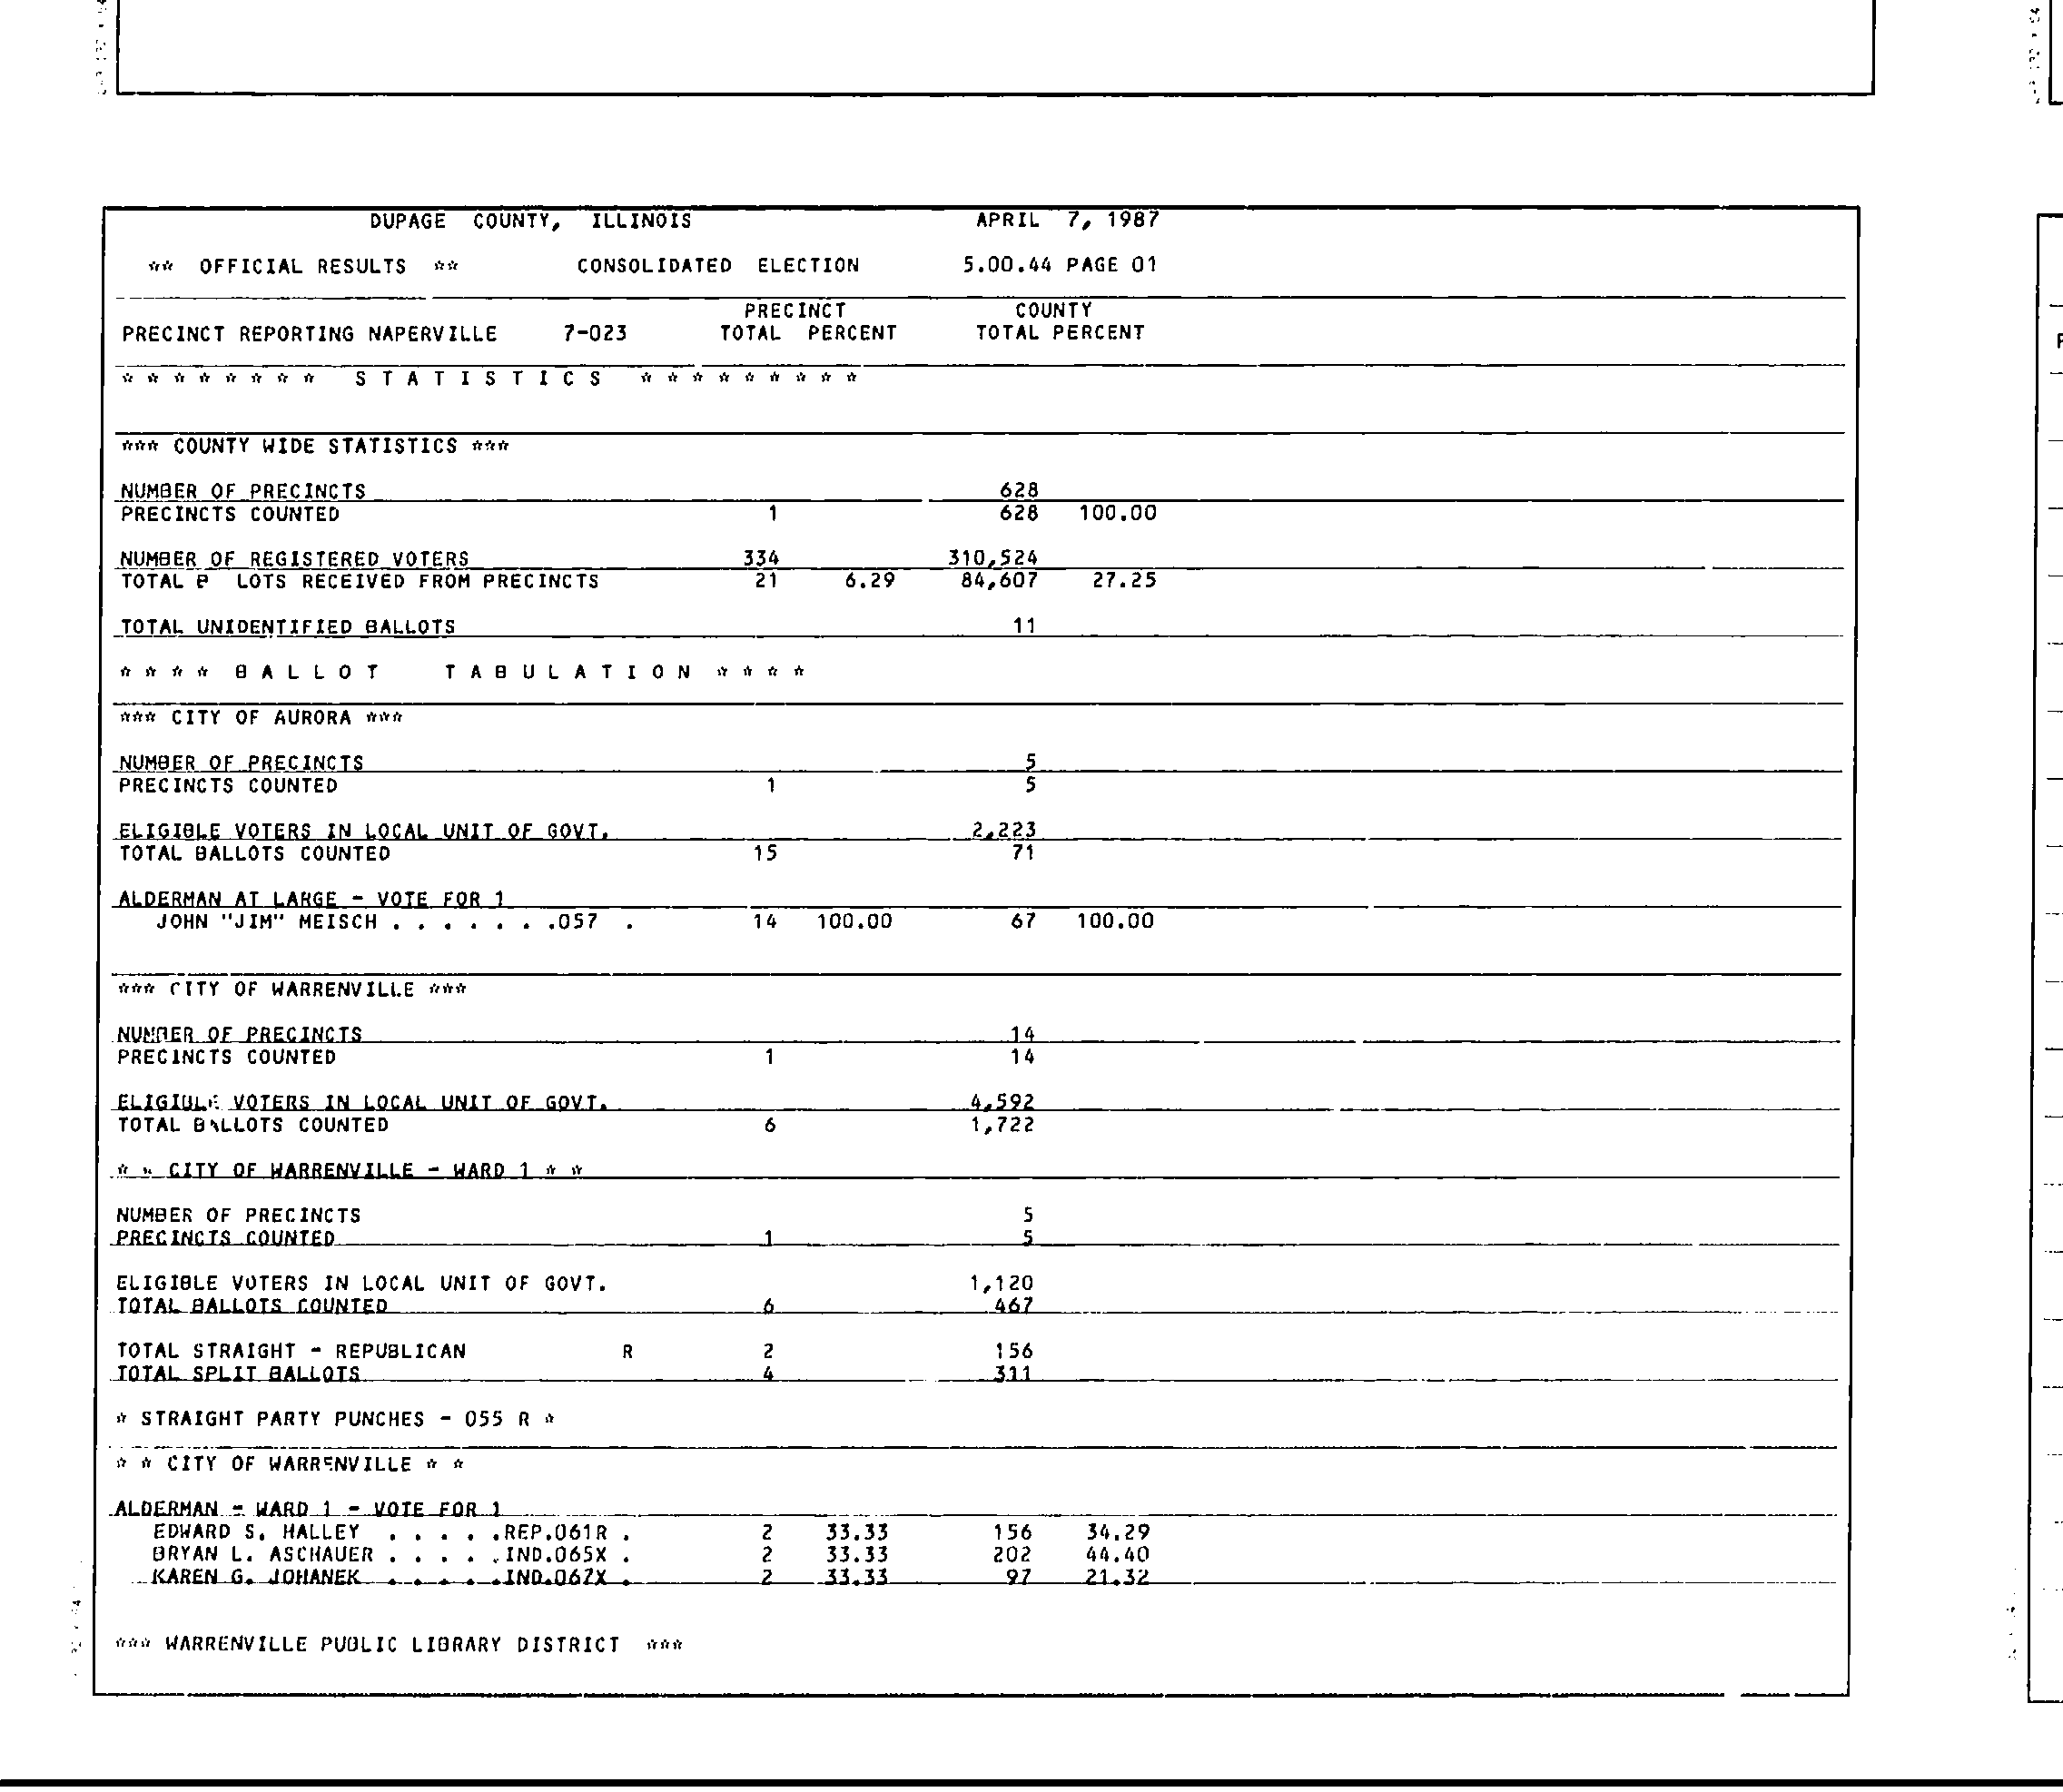 DUPAGE COUNTY, ILLINOIS APRIL 7, 1987
** OFFICIAL RESULTS ** CONSOLIDATED ELECTION 5.00.44 PAGE 01
PRECINCT COUNTY
PRECINCT REPORTING NAPERVILLE 7-023 TOTAL PERCENT TOTAL PERCENT
* * * * * * * * S T A T I S T I C S * * * * * * * * *
*** COUNTY WIDE STATISTICS ***
NUMBER OF PRECINCTS 628
PRECINCTS COUNTED 1 628 100.00
NUMBER OF REGISTERED VOTERS 334 310,524
TOTAL B LOTS RECEIVED FROM PRECINCTS 21 6.29 84,607 27.25
TOTAL UNIDENTIFIED BALLOTS 11
* * * * B A L L O T T A B U L A T I O N * * * *
*** CITY OF AURORA ***
NUMBER OF PRECINCTS 5
PRECINCTS COUNTED 1 5
ELIGIBLE VOTERS IN LOCAL UNIT OF GOVT. 2,223
TOTAL BALLOTS COUNTED 15 71
ALDERMAN AT LARGE - VOTE FOR 1
JOHN "JIM" MEISCH . . . . . . .057 . 14 100.00 67 100.00
*** CITY OF WARRENVILLE ***
NUMBER OF PRECINCTS 14
PRECINCTS COUNTED 1 14
ELIGIBLE VOTERS IN LOCAL UNIT OF GOVT. 4,592
TOTAL BALLOTS COUNTED 6 1,722
* * CITY OF WARRENVILLE - WARD 1 * *
NUMBER OF PRECINCTS 5
PRECINCTS COUNTED 1 5
ELIGIBLE VOTERS IN LOCAL UNIT OF GOVT. 1,120
TOTAL BALLOTS COUNTED 6 467
TOTAL STRAIGHT - REPUBLICAN R 2 156
TOTAL SPLIT BALLOTS 4 311
* STRAIGHT PARTY PUNCHES - 055 R *
* * CITY OF WARRENVILLE * *
ALDERMAN - WARD 1 - VOTE FOR 1
EDWARD S. HALLEY . . . . .REP.061R . 2 33.33 156 34.29
BRYAN L. ASCHAUER . . . . .IND.065X . 2 33.33 202 44.40
KAREN G. JOHANEK . . . . .IND.067X . 2 33.33 97 21.32
*** WARRENVILLE PUBLIC LIBRARY DISTRICT ***